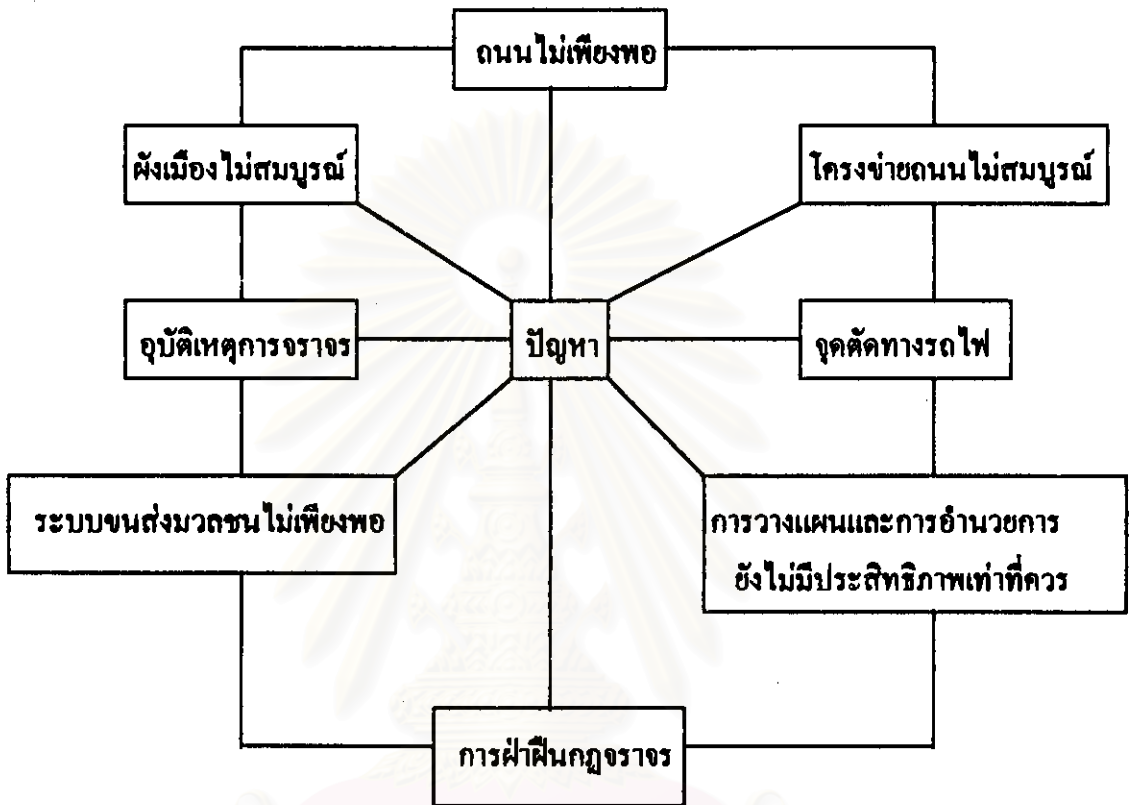 ถนนไม่เพียงพอ
ผังเมืองไม่สมบูรณ์
โครงข่ายถนนไม่สมบูรณ์
อุบัติเหตุการจราจร
ปัญหา
จุดตัดทางรถไฟ
ระบบขนส่งมวลชนไม่เพียงพอ
การวางแผนและการอำนวยการ
ยังไม่มีประสิทธิภาพเท่าที่ควร
การฝ่าฝืนกฎจราจร